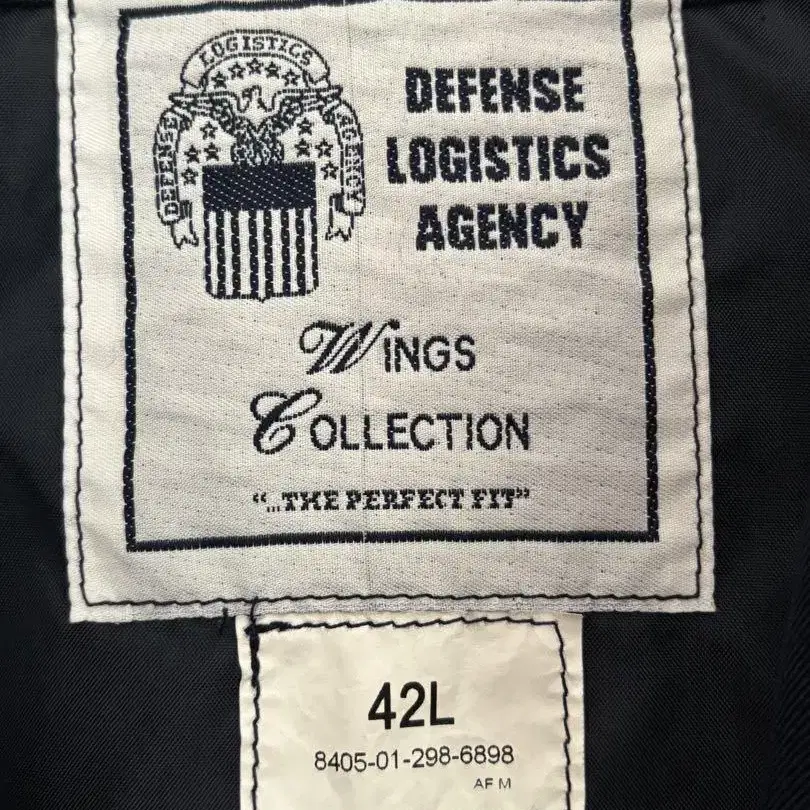 LOGISTICS
DEFENSE
AGENCY
DEFENSE
LOGISTICS
AGENCY
WINGS
COLLECTION
"...THE PERFECT FIT"
42L
8405-01-298-6898
AF M